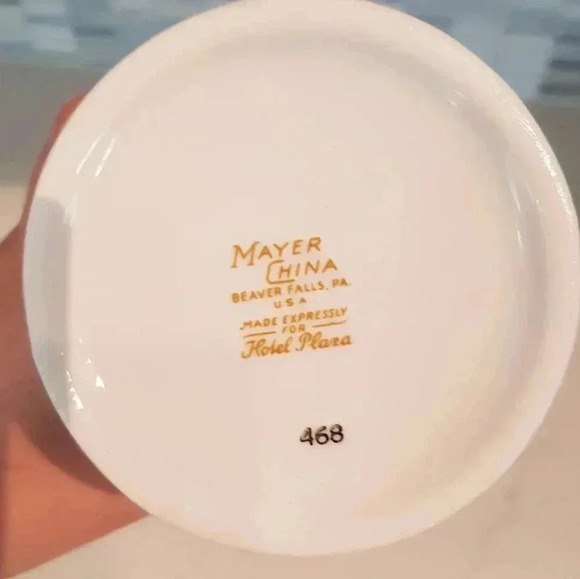 MAYER
CHINA
BEAVER FALLS, PA.
U S A
MADE EXPRESSLY
FOR
Hotel Plaza
468